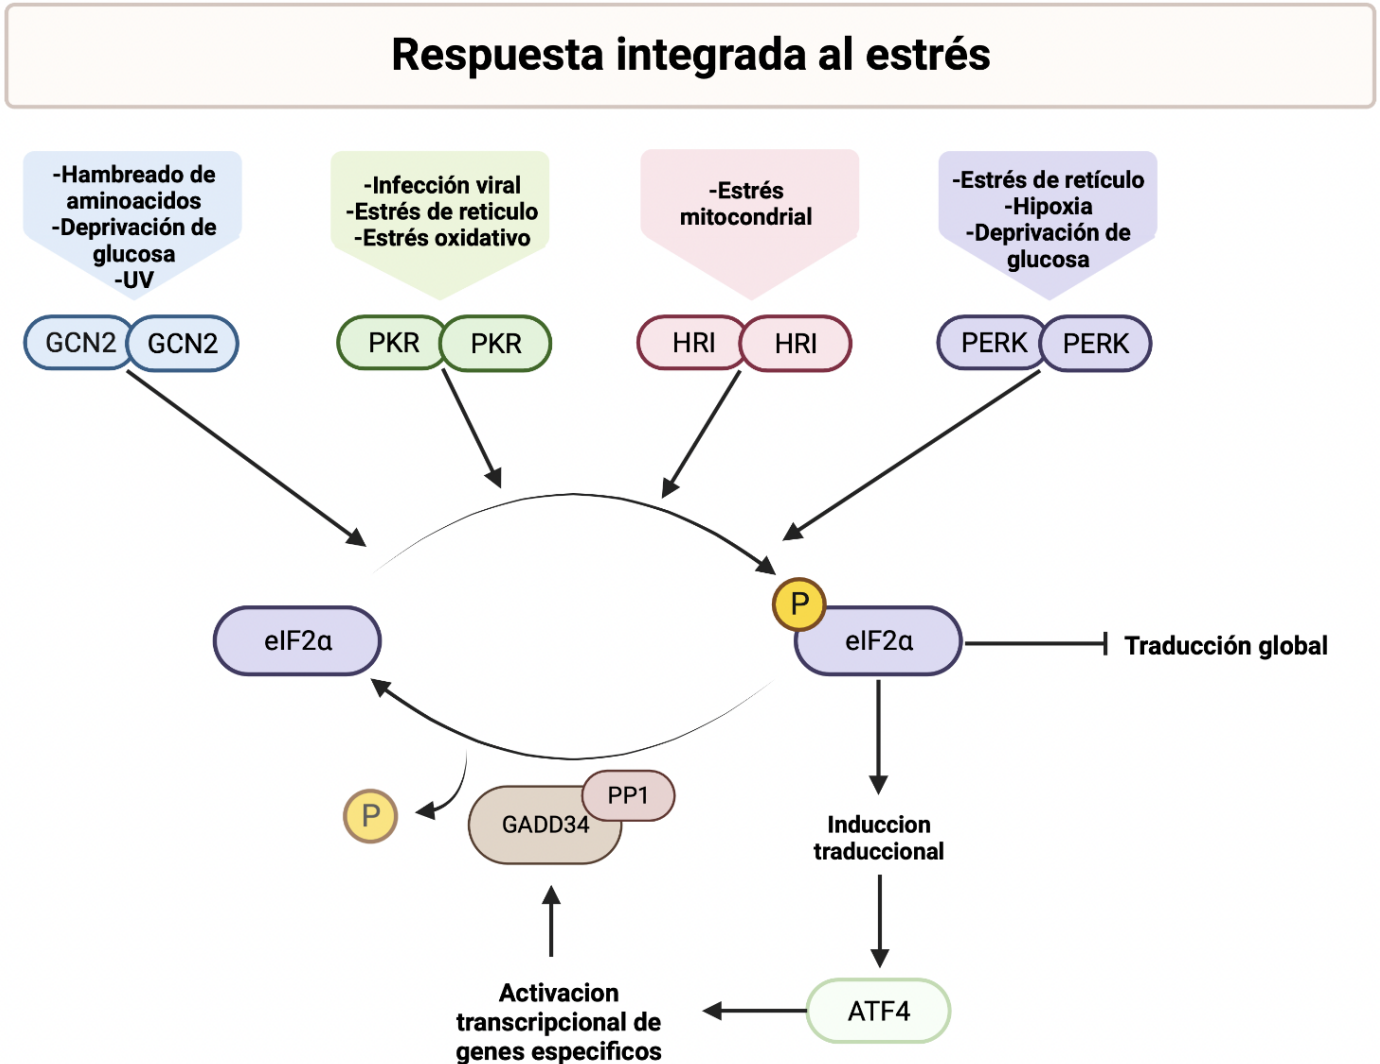 Respuesta integrada al estrés
-Hambreado de
aminoacidos
-Deprivación de
glucosa
-UV
-Infección viral
-Estrés de reticulo
-Estrés oxidativo
-Estrés
mitocondrial
-Estrés de retículo
-Hipoxia
-Deprivación de
glucosa
GCN2 GCN2
PKR PKR
HRI HRI
PERK PERK
P
eIF2α
eIF2α
Traducción global
P
PP1
GADD34
Induccion
traduccional
Activacion
transcripcional de
genes especificos
ATF4